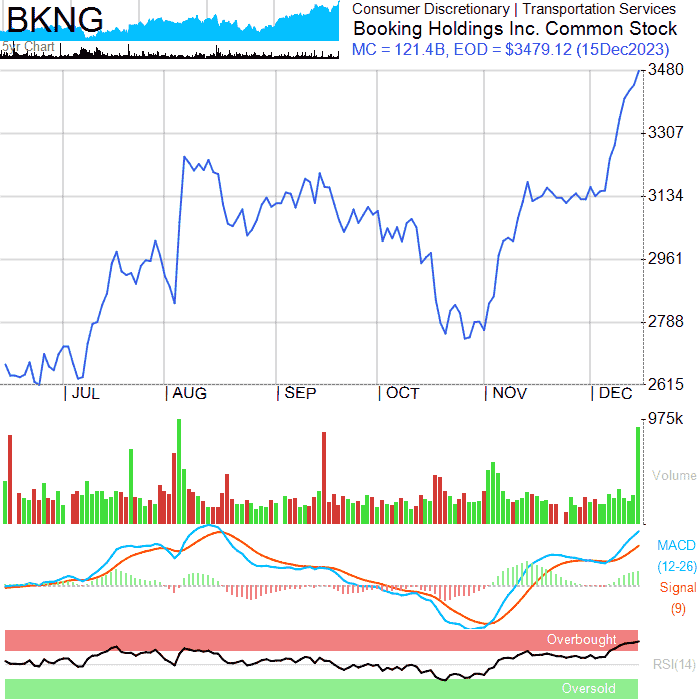 BKNG
5yr Chart
Consumer Discretionary | Transportation Services
Booking Holdings Inc. Common Stock
MC = 121.4B, EOD = $3479.12 (15Dec2023)
3480
3307
3134
2961
2788
2615
| JUL | AUG | SEP | OCT | NOV | DEC
975k
Volume
MACD
(12-26)
Signal
(9)
Overbought
RSI(14)
Oversold